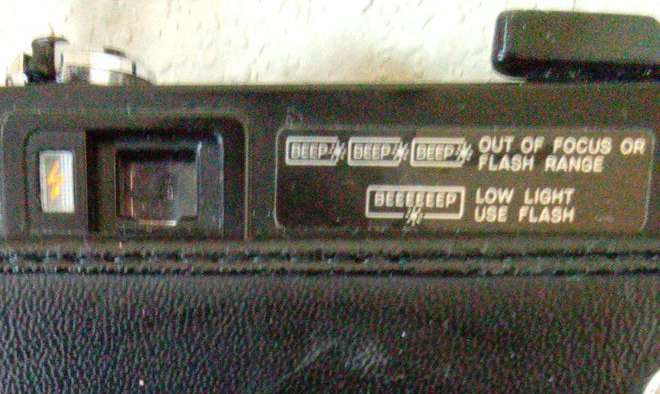 BEEP BEEP BEEP OUT OF FOCUS OR
FLASH RANGE
BEEEEEEP LOW LIGHT
USE FLASH